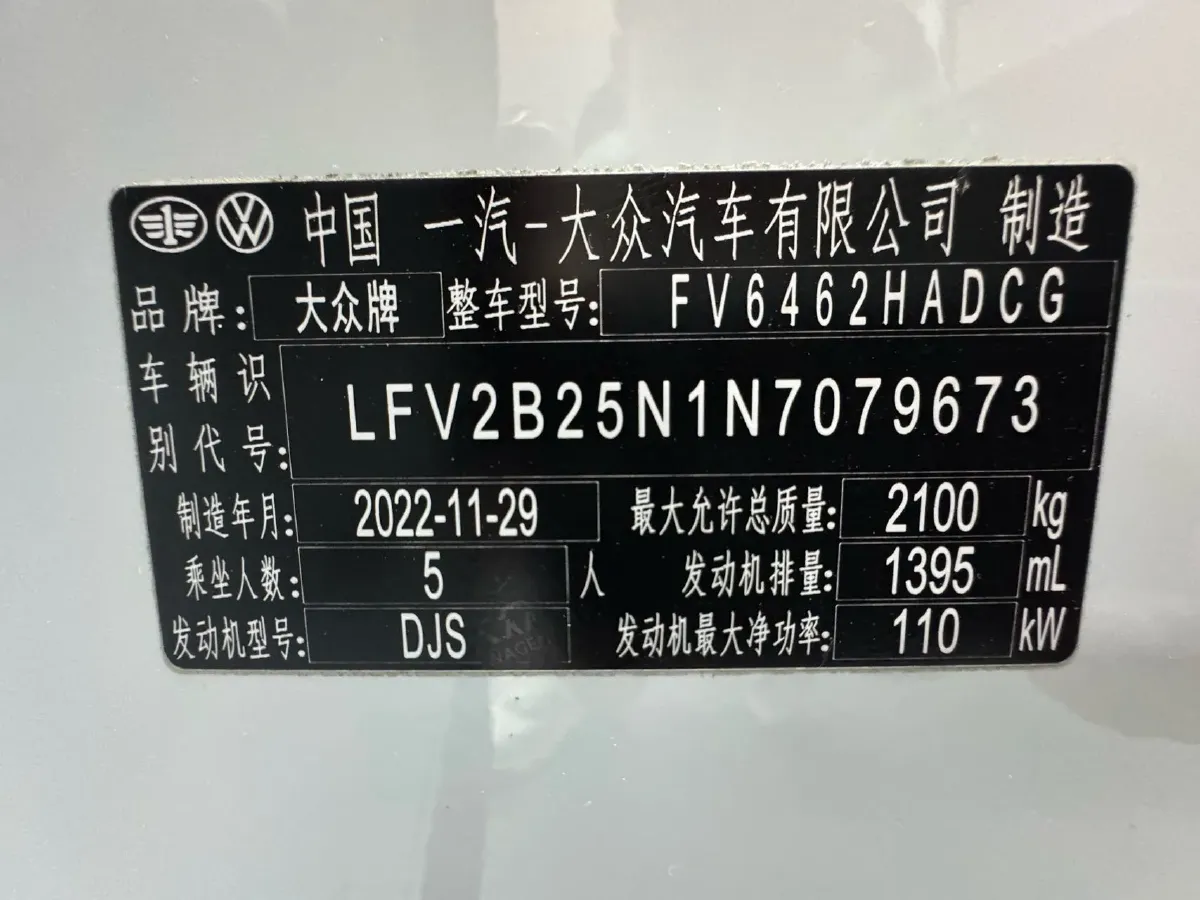 中国 一汽-大众汽车有限公司 制造
品牌: 大众牌 整车型号: FV6462HADCG
车辆识别代号: LFV2B25N1N7079673
制造年月: 2022-11-29 最大允许总质量: 2100 kg
乘坐人数: 5 人 发动机排量: 1395 mL
发动机型号: DJS 发动机最大净功率: 110 kW